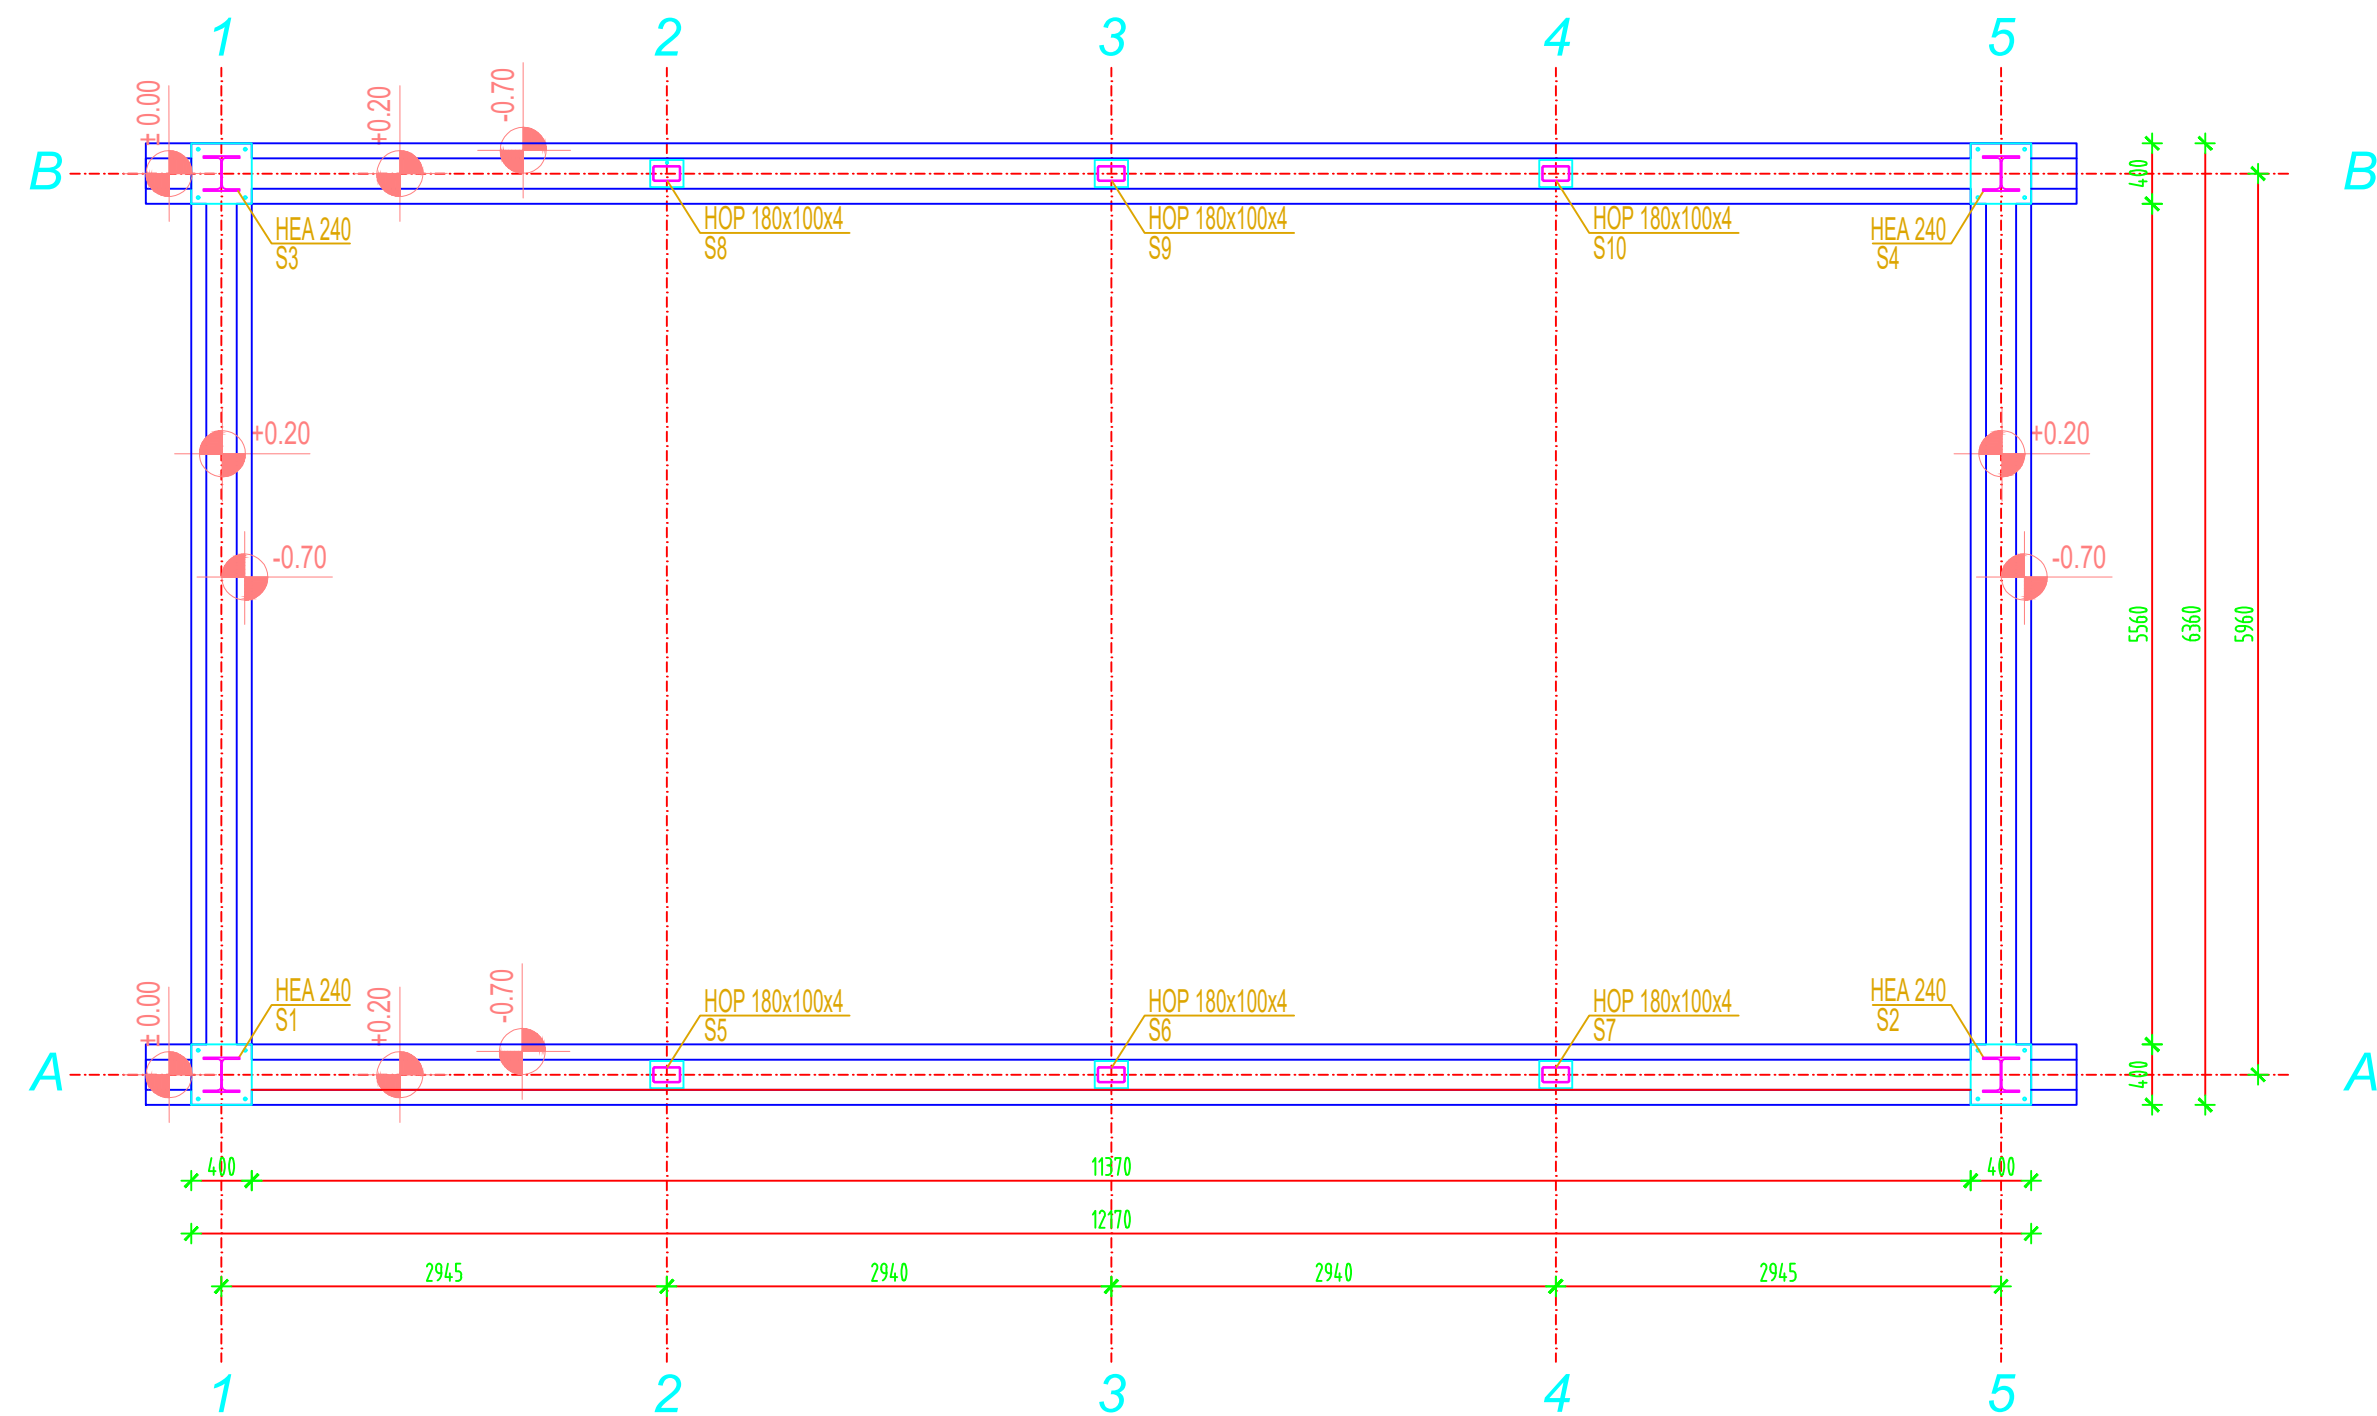 1 2 3 4 5
± 0.00 +0.20 -0.70
B B
400
HEA 240
S3
HOP 180x100x4
S8
HOP 180x100x4
S9
HOP 180x100x4
S10
HEA 240
S4
+0.20 +0.20
-0.70 -0.70
5560 6360 5960
± 0.00 +0.20 -0.70
HEA 240
S1
HOP 180x100x4
S5
HOP 180x100x4
S6
HOP 180x100x4
S7
HEA 240
S2
A A
400
400 11370 400
12170
2945 2940 2940 2945
1 2 3 4 5